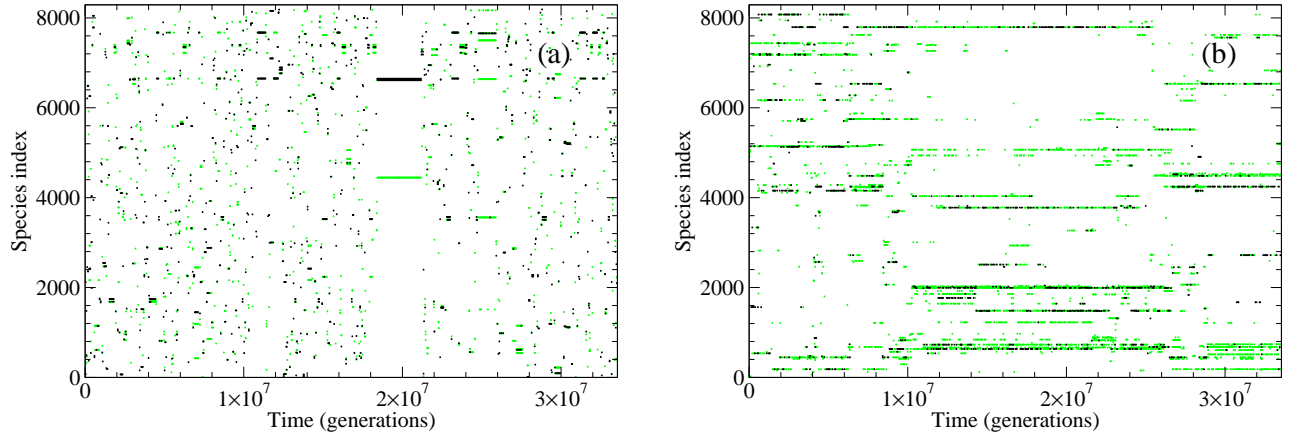 8000
6000
4000
2000
0
Species index
(a)
0 1×10⁷ 2×10⁷ 3×10⁷
Time (generations)
8000
6000
4000
2000
0
Species index
(b)
0 1×10⁷ 2×10⁷ 3×10⁷
Time (generations)